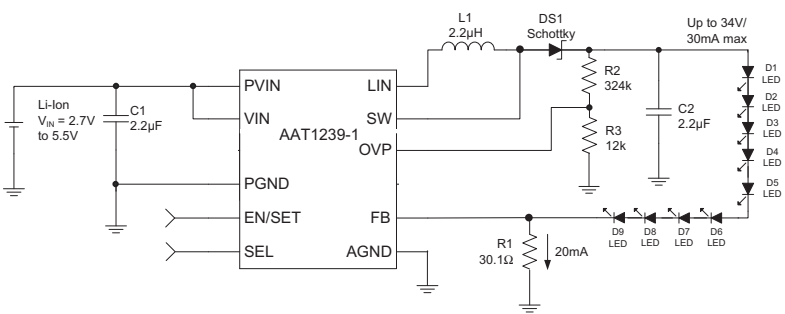 L1
2.2μH
DS1
Schottky
Up to 34V/
30mA max
Li-Ion
VIN = 2.7V
to 5.5V
C1
2.2μF
PVIN
VIN
AAT1239-1
PGND
EN/SET
SEL
LIN
SW
OVP
FB
AGND
R2
324k
R3
12k
C2
2.2μF
D1
LED
D2
LED
D3
LED
D4
LED
D5
LED
D9
LED
D8
LED
D7
LED
D6
LED
R1
30.1Ω
20mA